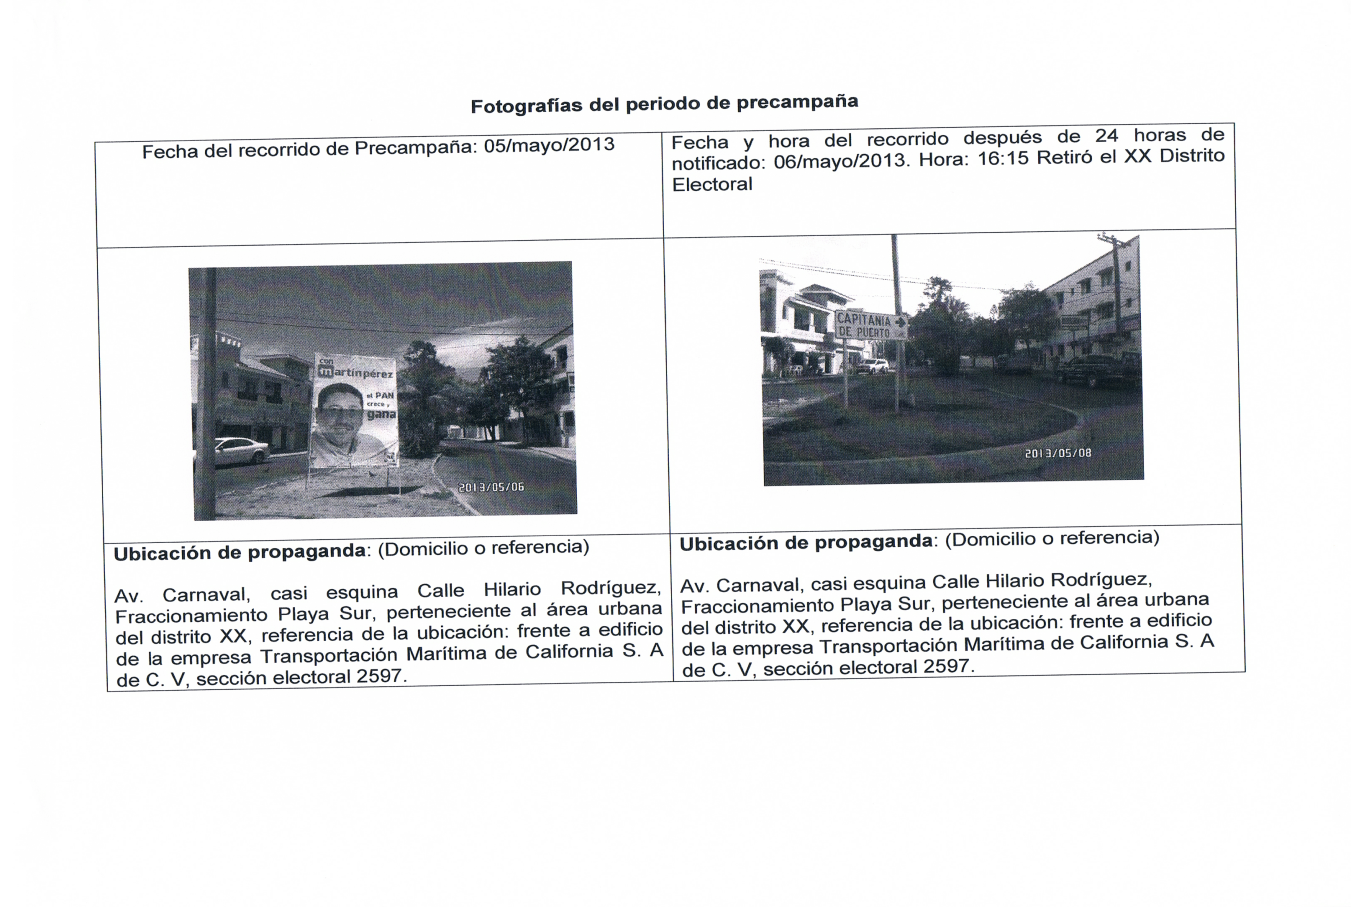 Fotografías del periodo de precampaña
Fecha del recorrido de Precampaña: 05/mayo/2013
Fecha y hora del recorrido después de 24 horas de
notificado: 06/mayo/2013. Hora: 16:15 Retiró el XX Distrito
Electoral
con
martínpérez
el PAN
crece y
gana
2013/05/06
CAPITANIA
DE PUERTO
2013/05/08
Ubicación de propaganda: (Domicilio o referencia)
Av. Carnaval, casi esquina Calle Hilario Rodríguez,
Fraccionamiento Playa Sur, perteneciente al área urbana
del distrito XX, referencia de la ubicación: frente a edificio
de la empresa Transportación Marítima de California S. A
de C. V, sección electoral 2597.
Ubicación de propaganda: (Domicilio o referencia)
Av. Carnaval, casi esquina Calle Hilario Rodríguez,
Fraccionamiento Playa Sur, perteneciente al área urbana
del distrito XX, referencia de la ubicación: frente a edificio
de la empresa Transportación Marítima de California S. A
de C. V, sección electoral 2597.